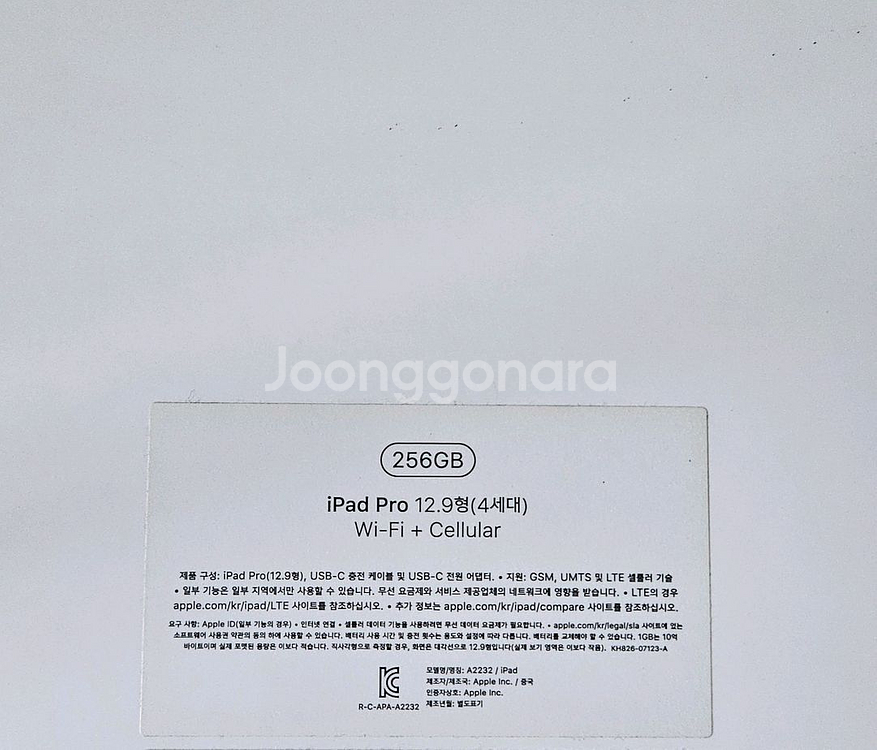 Joonggonara
256GB
iPad Pro 12.9형(4세대)
Wi-Fi + Cellular
제품 구성: iPad Pro(12.9형), USB-C 충전 케이블 및 USB-C 전원 어댑터. • 지원: GSM, UMTS 및 LTE 셀룰러 기술
• 일부 기능은 일부 지역에서만 사용할 수 있습니다. 무선 요금제와 서비스 제공업체의 네트워크에 영향을 받습니다. • LTE의 경우
apple.com/kr/ipad/LTE 사이트를 참조하십시오. • 추가 정보는 apple.com/kr/ipad/compare 사이트를 참조하십시오.
요구 사항: Apple ID(일부 기능의 경우) • 인터넷 연결 • 셀룰러 데이터 기능을 사용하려면 무선 데이터 요금제가 필요합니다. • apple.com/kr/legal/sla 사이트에 있는
소프트웨어 사용권 약관의 동의 하에 사용할 수 있습니다. 배터리 사용 시간 및 충전 횟수는 용도와 설정에 따라 다릅니다. 배터리를 교체해야 할 수 있습니다. 1GB는 10억
바이트이며 실제 포맷된 용량은 이보다 적습니다. 직사각형으로 측정할 경우, 화면은 대각선으로 12.9형입니다(실제 보기 영역은 이보다 작음). KH826-07123-A
모델명/명칭: A2232 / iPad
제조자/제조국: Apple Inc. / 중국
인증자상호: Apple Inc.
제조년월: 별도표기
R-C-APA-A2232